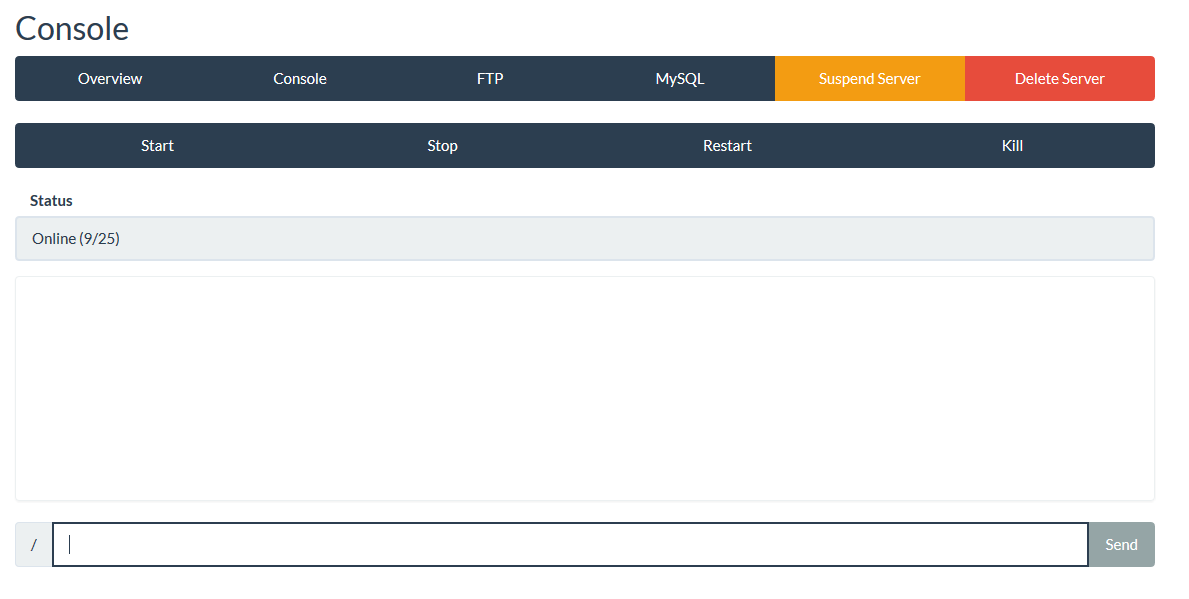 Console
Overview Console FTP MySQL Suspend Server Delete Server
Start Stop Restart Kill
Status
Online (9/25)
/ Send